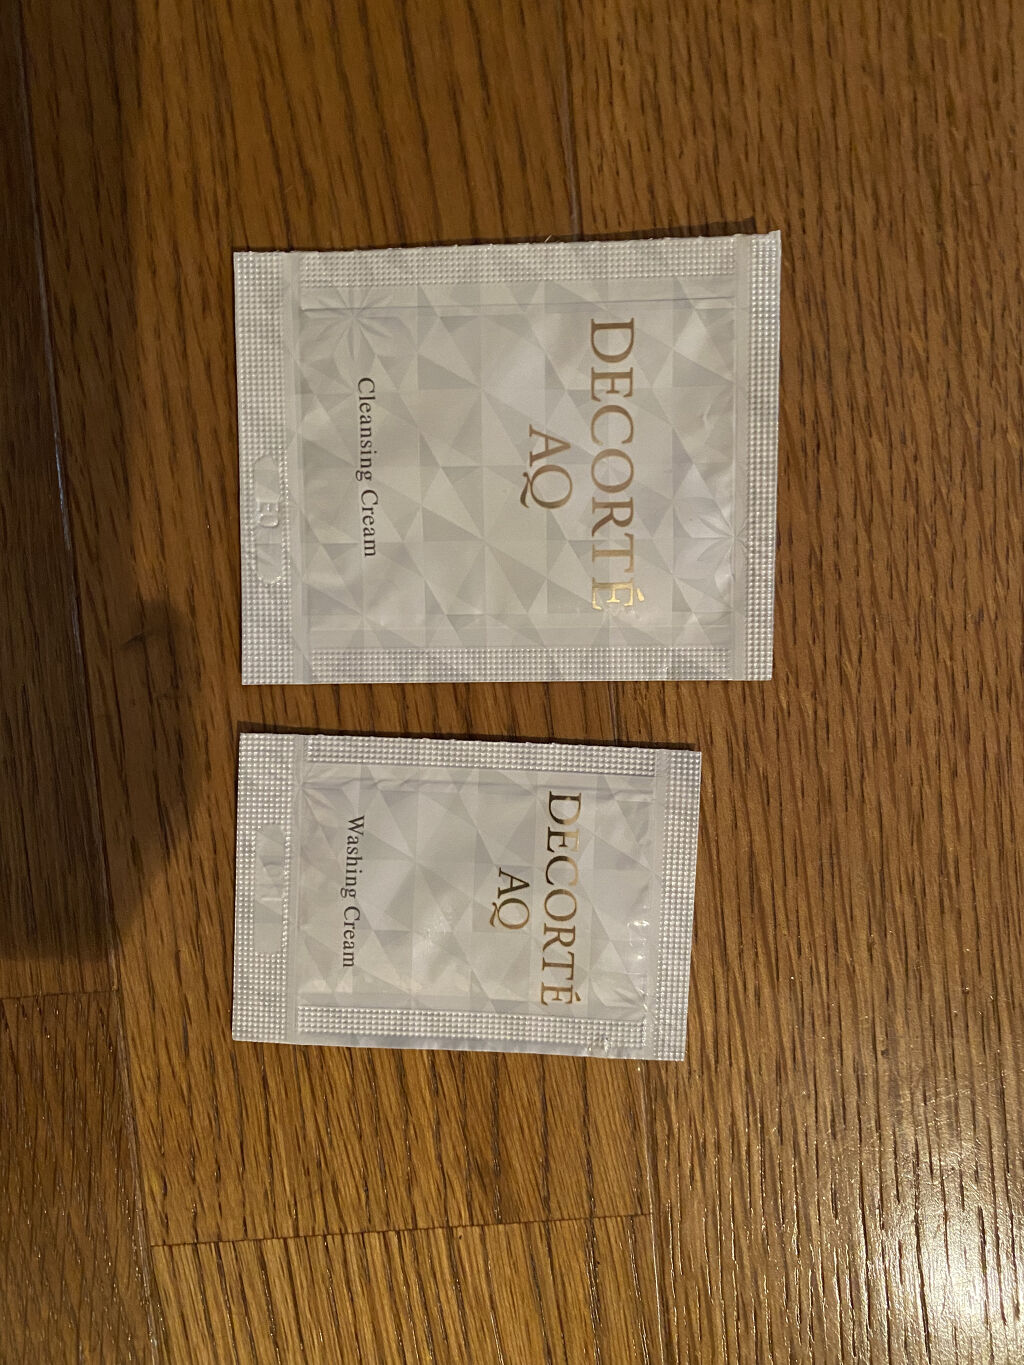 DECORTÉ
AQ
Cleansing Cream
DECORTÉ
AQ
Washing Cream